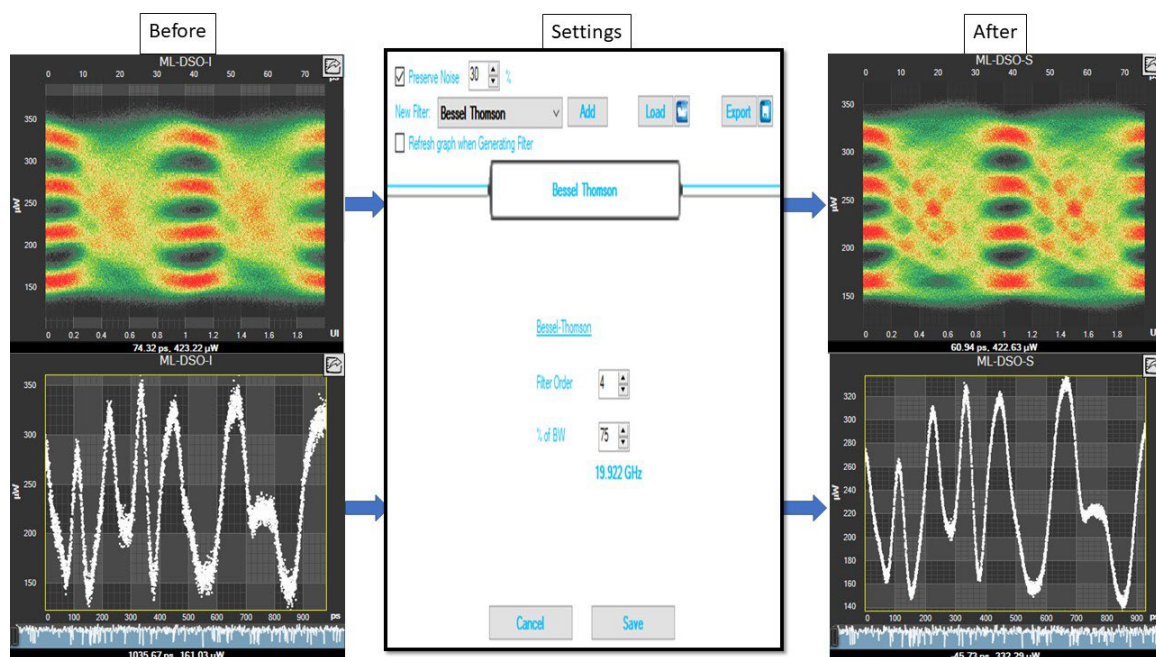 Before
Settings
After
ML-DSO-I
0 10 20 30 40 50 60 70
350
300
250
200
150
µW
0 0.2 0.4 0.6 0.8 1 1.2 1.4 1.6 1.8 UI
74.32 ps, 423.22 µW
ML-DSO-I
350
300
250
200
150
µW
0 100 200 300 400 500 600 700 800 900 ps
1035.67 ps, 161.03 µW
Preserve Noise 30 %
New Filter: Bessel Thomson Add Load Export
Refresh graph when Generating Filter
Bessel Thomson
Bessel-Thomson
Filter Order 4
% of BW 75
19.922 GHz
Cancel Save
ML-DSO-S
0 10 20 30 40 50 60 70
350
300
250
200
150
µW
0 0.2 0.4 0.6 0.8 1 1.2 1.4 1.6 1.8
60.94 ps, 422.63 µW
ML-DSO-S
320
300
280
260
240
220
200
180
160
140
µW
0 100 200 300 400 500 600 700 800 900 ps
-45.73 ps, 332.29 µW